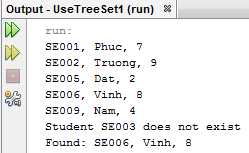 Output - UseTreeSet1 (run)
run:
SE001, Phuc, 7
SE002, Truong, 9
SE005, Dat, 2
SE006, Vinh, 8
SE009, Nam, 4
Student SE003 does not exist
Found: SE006, Vinh, 8